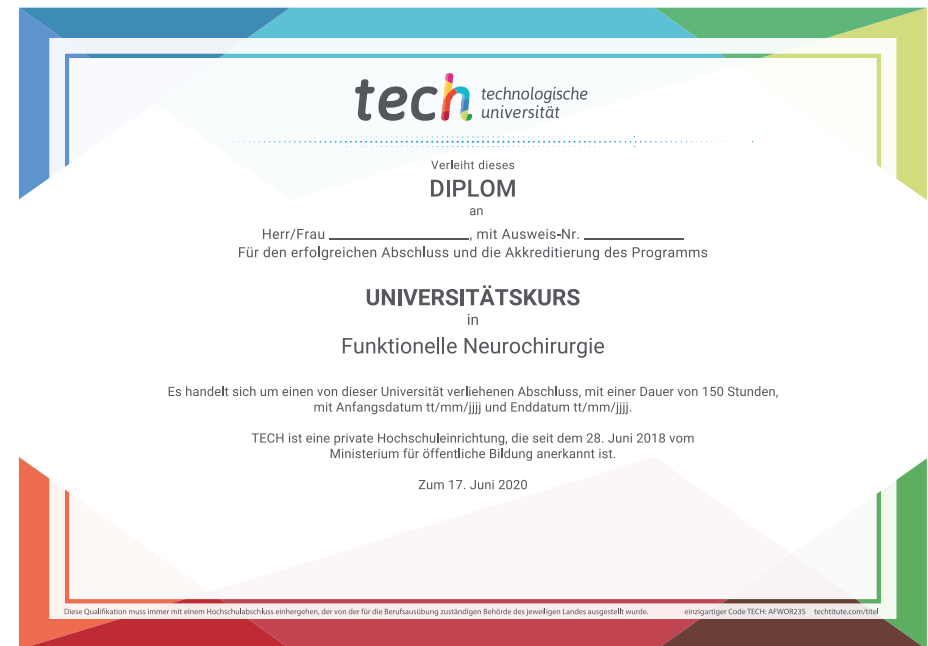 tech technologische
universität
Verleiht dieses
DIPLOM
an
Herr/Frau ____________________, mit Ausweis-Nr. ______________
Für den erfolgreichen Abschluss und die Akkreditierung des Programms
UNIVERSITÄTSKURS
in
Funktionelle Neurochirurgie
Es handelt sich um einen von dieser Universität verliehenen Abschluss, mit einer Dauer von 150 Stunden,
mit Anfangsdatum tt/mm/jjjj und Enddatum tt/mm/jjjj.
TECH ist eine private Hochschuleinrichtung, die seit dem 28. Juni 2018 vom
Ministerium für öffentliche Bildung anerkannt ist.
Zum 17. Juni 2020
Diese Qualifikation muss immer mit einem Hochschulabschluss einhergehen, der von der für die Berufsausübung zuständigen Behörde des jeweiligen Landes ausgestellt wurde. einzigartiger Code TECH: AFWOR23S techtitute.com/titel